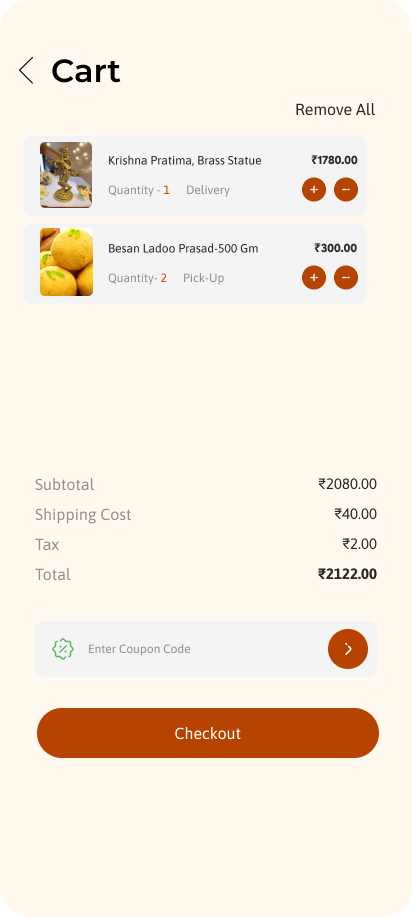 Cart
Remove All
Krishna Pratima, Brass Statue ₹1780.00
Quantity - 1 Delivery
Besan Ladoo Prasad-500 Gm ₹300.00
Quantity- 2 Pick-Up
Subtotal ₹2080.00
Shipping Cost ₹40.00
Tax ₹2.00
Total ₹2122.00
Enter Coupon Code
Checkout